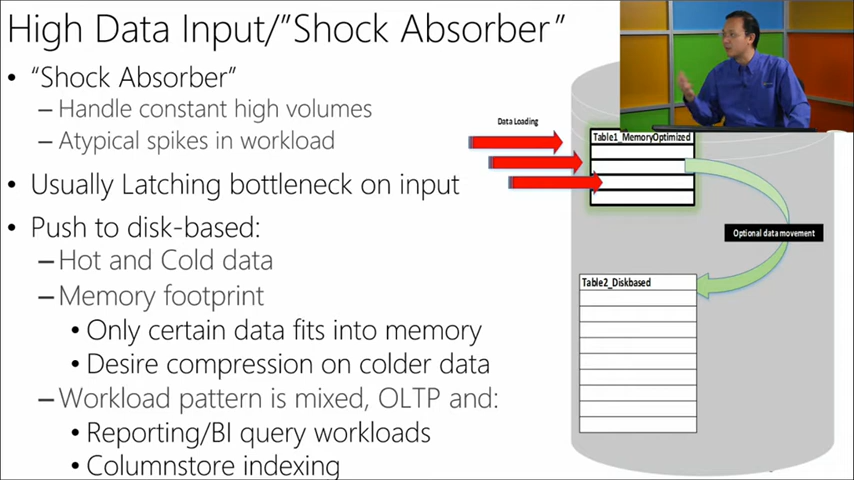 High Data Input/"Shock Absorber"
• "Shock Absorber"
– Handle constant high volumes
– Atypical spikes in workload
• Usually Latching bottleneck on input
• Push to disk-based:
– Hot and Cold data
– Memory footprint
• Only certain data fits into memory
• Desire compression on colder data
– Workload pattern is mixed, OLTP and:
• Reporting/BI query workloads
• Columnstore indexing
Data Loading
Table1_MemoryOptimized
Optional data movement
Table2_Diskbased